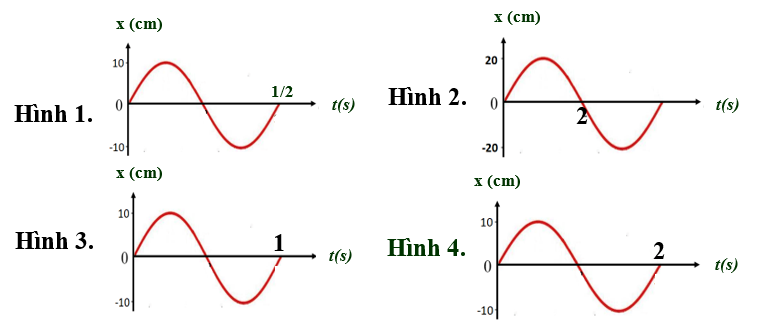 Hình 1.
x (cm)
10
0
-10
1/2
t(s)
Hình 2.
x (cm)
20
0
-20
2
t(s)
Hình 3.
x (cm)
10
0
-10
1
t(s)
Hình 4.
x (cm)
10
0
-10
2
t(s)